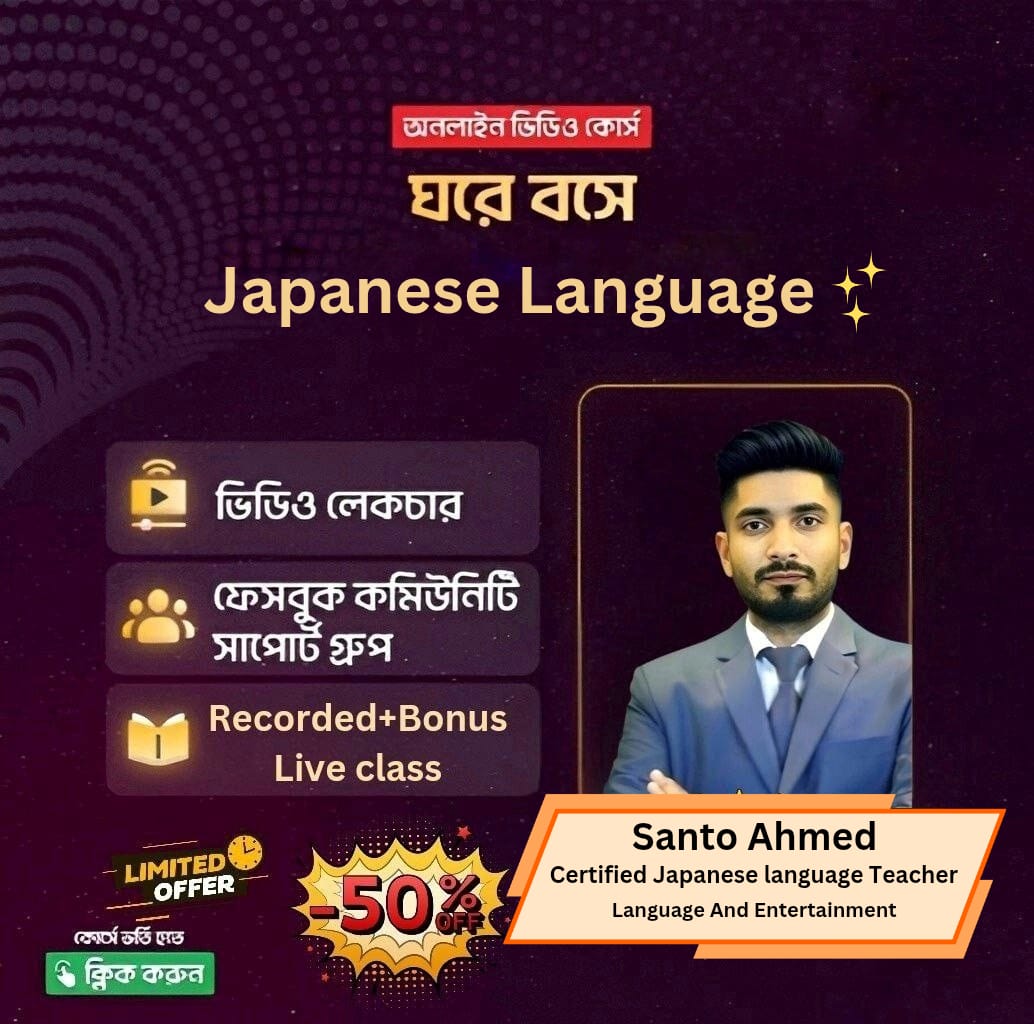 অনলাইন ভিডিও কোর্স
ঘরে বসে
Japanese Language
ভিডিও লেকচার
ফেসবুক কমিউনিটি
সাপোর্ট গ্রুপ
Recorded+Bonus
Live class
LIMITED
OFFER
-50%
OFF
Santo Ahmed
Certified Japanese language Teacher
Language And Entertainment
কোর্সে ভর্তি হতে
ক্লিক করুন